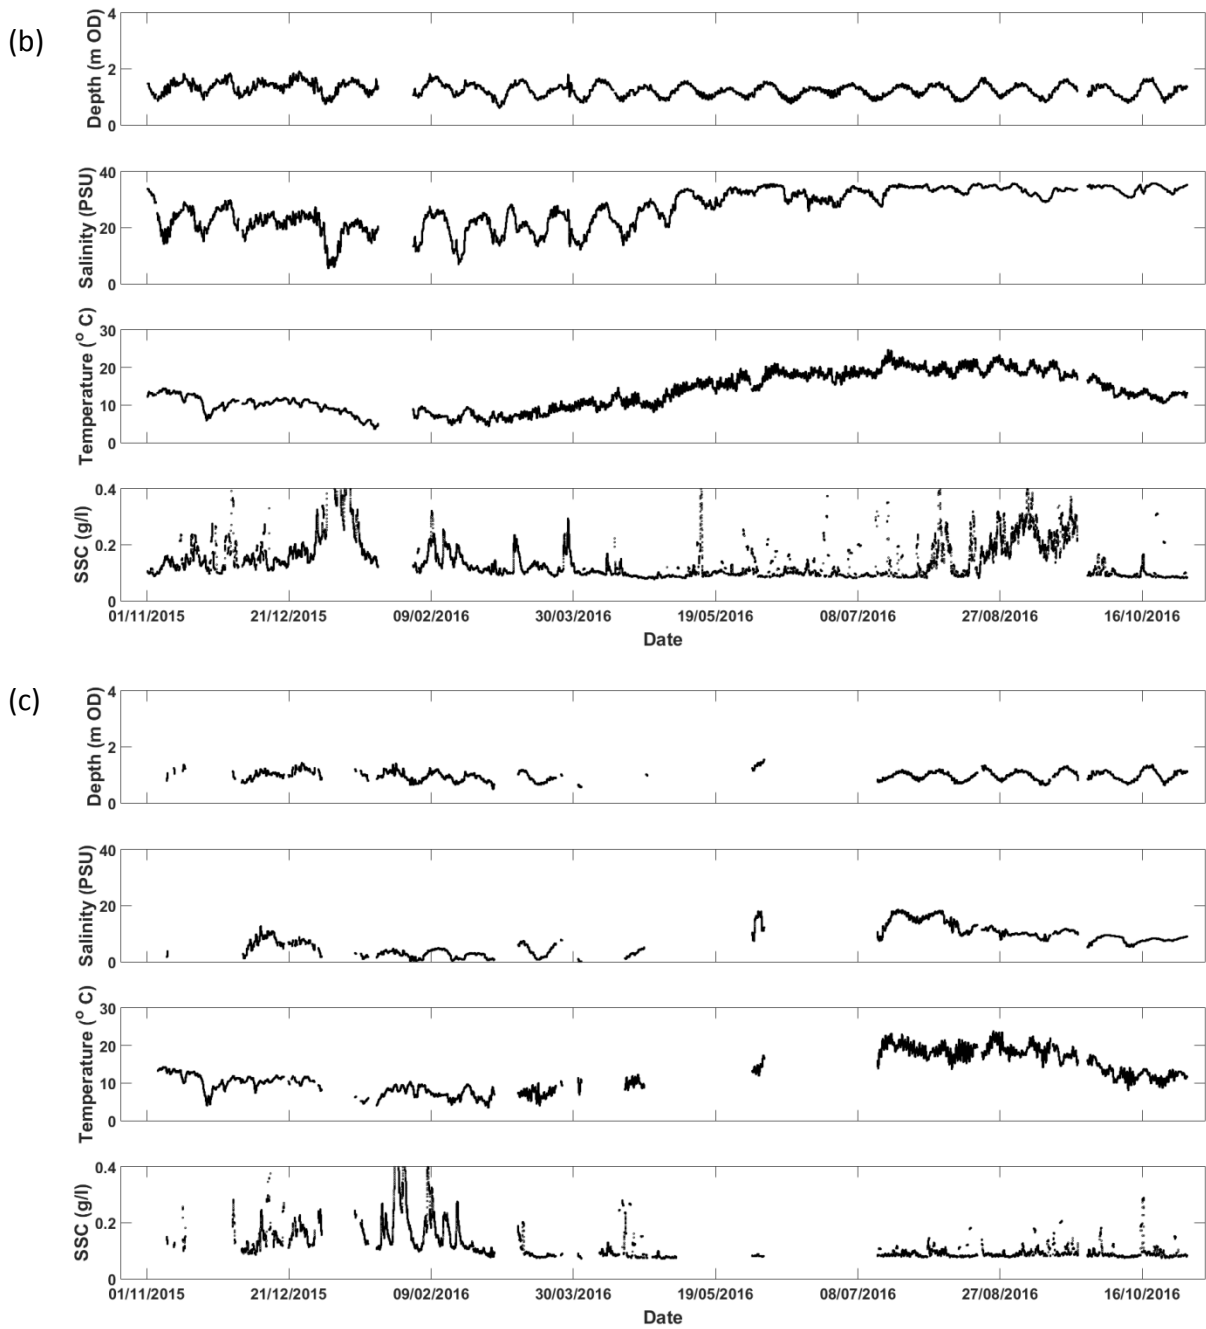 (b)
Depth (m OD)
4
2
0
Salinity (PSU)
40
20
0
Temperature (° C)
30
20
10
0
SSC (g/l)
0.4
0.2
0
01/11/2015 21/12/2015 09/02/2016 30/03/2016 19/05/2016 08/07/2016 27/08/2016 16/10/2016
Date
(c)
Depth (m OD)
4
2
0
Salinity (PSU)
40
20
0
Temperature (° C)
30
20
10
0
SSC (g/l)
0.4
0.2
0
01/11/2015 21/12/2015 09/02/2016 30/03/2016 19/05/2016 08/07/2016 27/08/2016 16/10/2016
Date